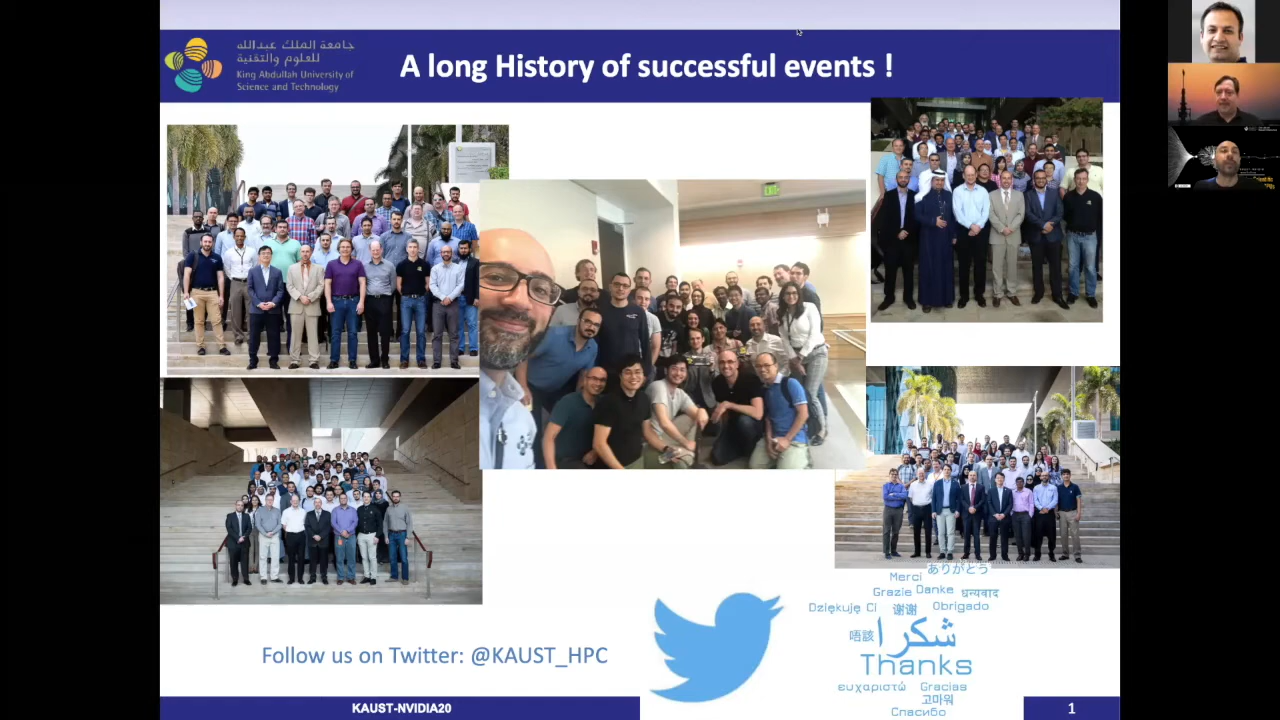 جامعة الملك عبدالله
للعلوم والتقنية
King Abdullah University of
Science and Technology
A long History of successful events !
Follow us on Twitter: @KAUST_HPC
ありがとう
Merci
Grazie Danke धन्यवाद
Dziękuję Ci 谢谢 Obrigado
唔該 شكرا
Thanks
ευχαριστώ Gracias
고마워
Спасибо
KAUST-NVIDIA20
1